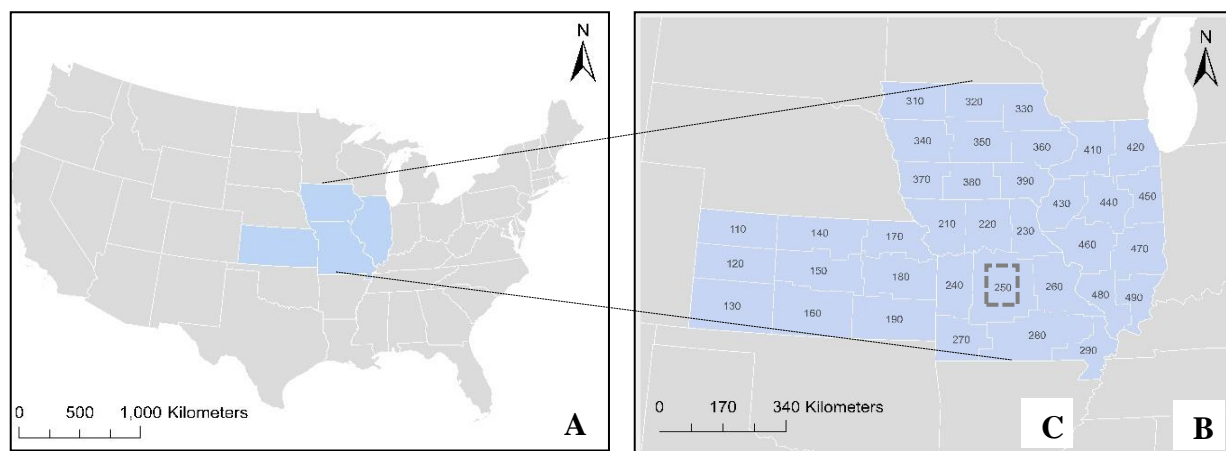 N
0 500 1,000 Kilometers
A
N
310 320 330
340 350 360 410 420
370 380 390 430 440 450
110 140 170 210 220 230 460 470
120 150 180 240 250 260 480 490
130 160 190 270 280 290
0 170 340 Kilometers
C B